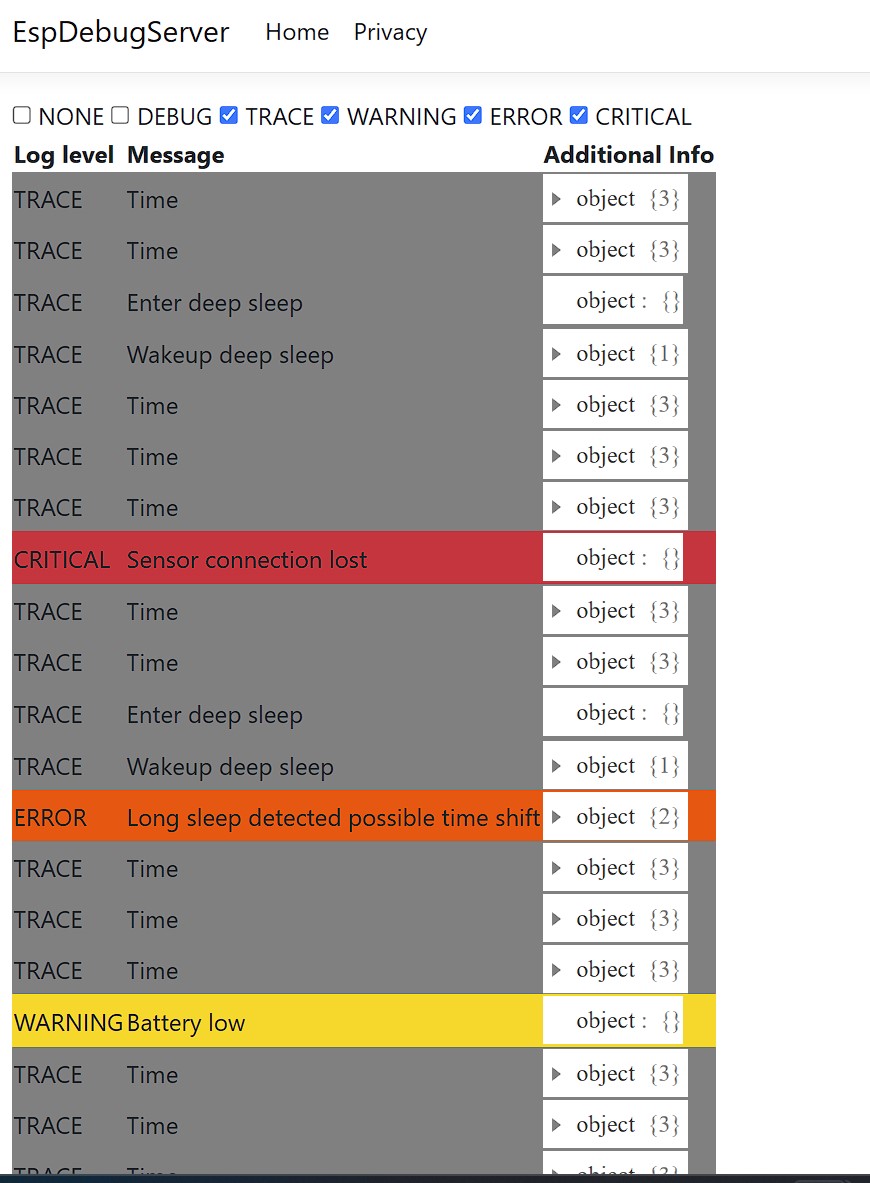 EspDebugServer Home Privacy
NONE DEBUG TRACE WARNING ERROR CRITICAL
Log level Message Additional Info
TRACE Time object {3}
TRACE Time object {3}
TRACE Enter deep sleep object : {}
TRACE Wakeup deep sleep object {1}
TRACE Time object {3}
TRACE Time object {3}
TRACE Time object {3}
CRITICAL Sensor connection lost object : {}
TRACE Time object {3}
TRACE Time object {3}
TRACE Enter deep sleep object : {}
TRACE Wakeup deep sleep object {1}
ERROR Long sleep detected possible time shift object {2}
TRACE Time object {3}
TRACE Time object {3}
TRACE Time object {3}
WARNING Battery low object : {}
TRACE Time object {3}
TRACE Time object {3}
TRACE Time object {3}